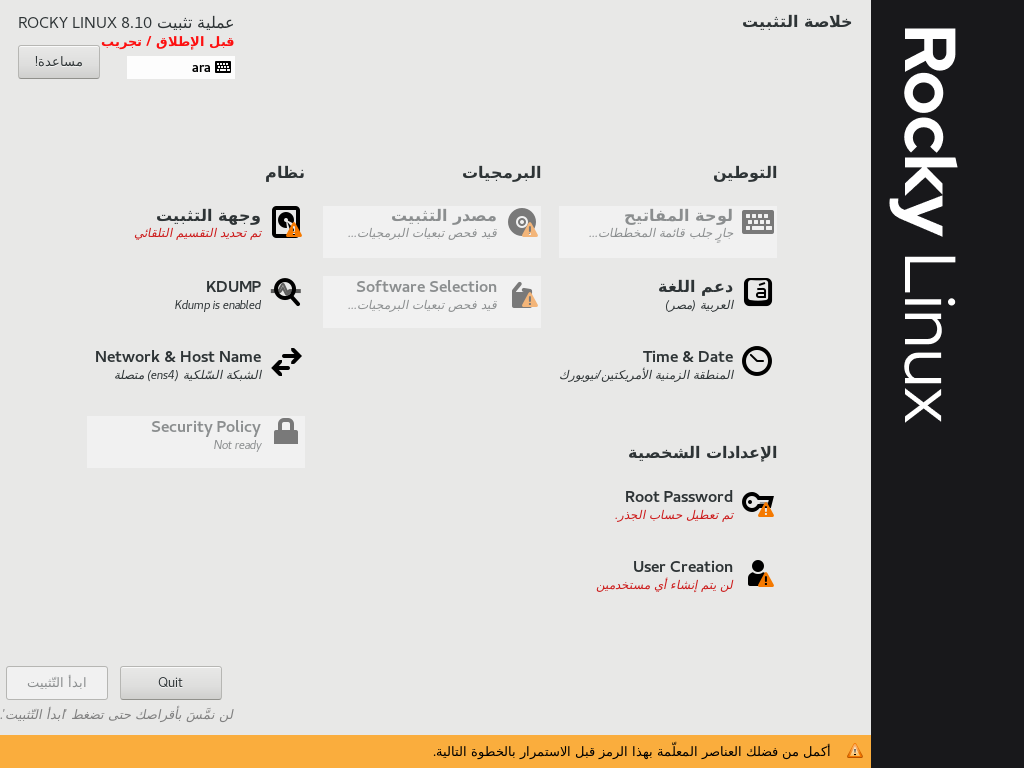 Rocky Linux
خلاصة التثبيت
عملية تثبيت ROCKY LINUX 8.10
قبل الإطلاق / تجريب
ara
مساعدة!
التوطين
لوحة المفاتيح
جارٍ جلب قائمة المخططات...
دعم اللغة
العربية (مصر)
Time & Date
المنطقة الزمنية الأمريكتين/نيويورك
الإعدادات الشخصية
Root Password
تم تعطيل حساب الجذر.
User Creation
لن يتم إنشاء أي مستخدمين
البرمجيات
مصدر التثبيت
قيد فحص تبعيات البرمجيات...
Software Selection
قيد فحص تبعيات البرمجيات...
نظام
وجهة التثبيت
تم تحديد التقسيم التلقائي
KDUMP
Kdump is enabled
Network & Host Name
الشبكة السّلكية (ens4) متصلة
Security Policy
Not ready
Quit
ابدأ التّثبيت
لن نمَّسَ بأقراصك حتى تضغط 'ابدأ التّثبيت'.
أكمل من فضلك العناصر المعلّمة بهذا الرمز قبل الاستمرار بالخطوة التالية.